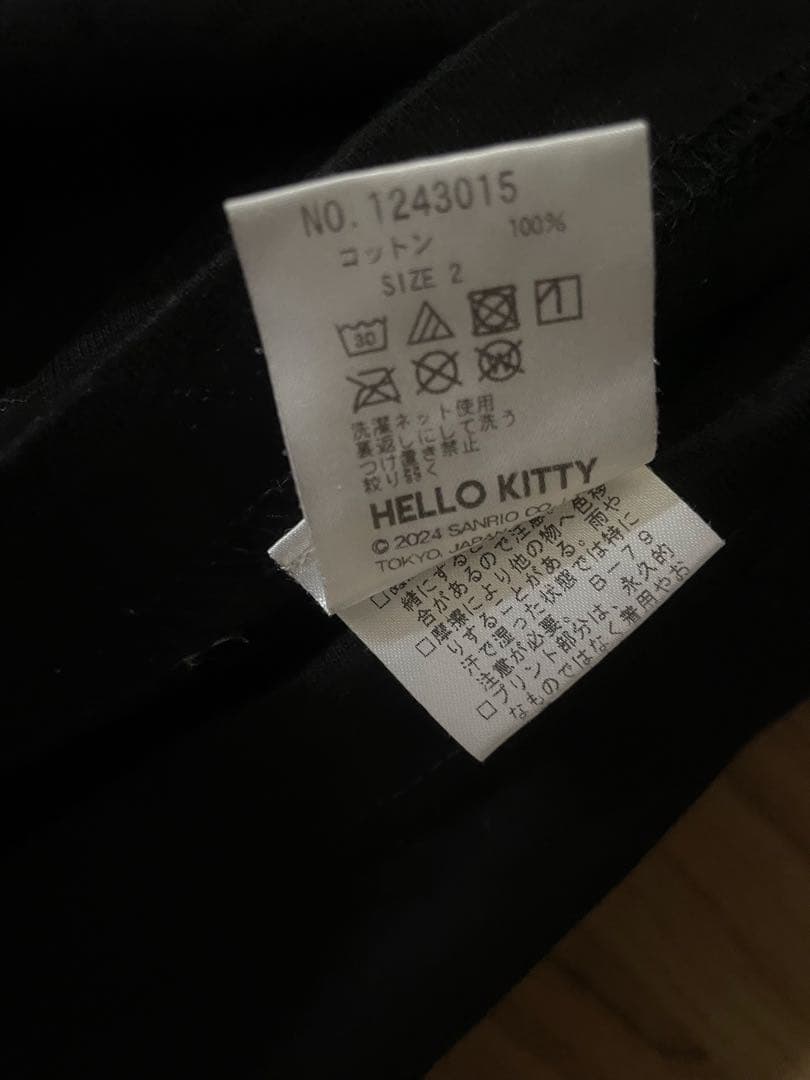 NO.1243015
コットン 100%
SIZE 2
30
洗濯ネット使用
裏返しにして洗う
つけ置き禁止
絞り弱く
HELLO KITTY
© 2024 SANRIO CO.,
TOKYO, JAPAN
緒にする
合があるので注意
□摩擦により他の物へ色移
りすることがある。雨や
汗で湿った状態では特に
注意が必要。 B-79
□プリント部分は、永久的
なものではなく着用やお